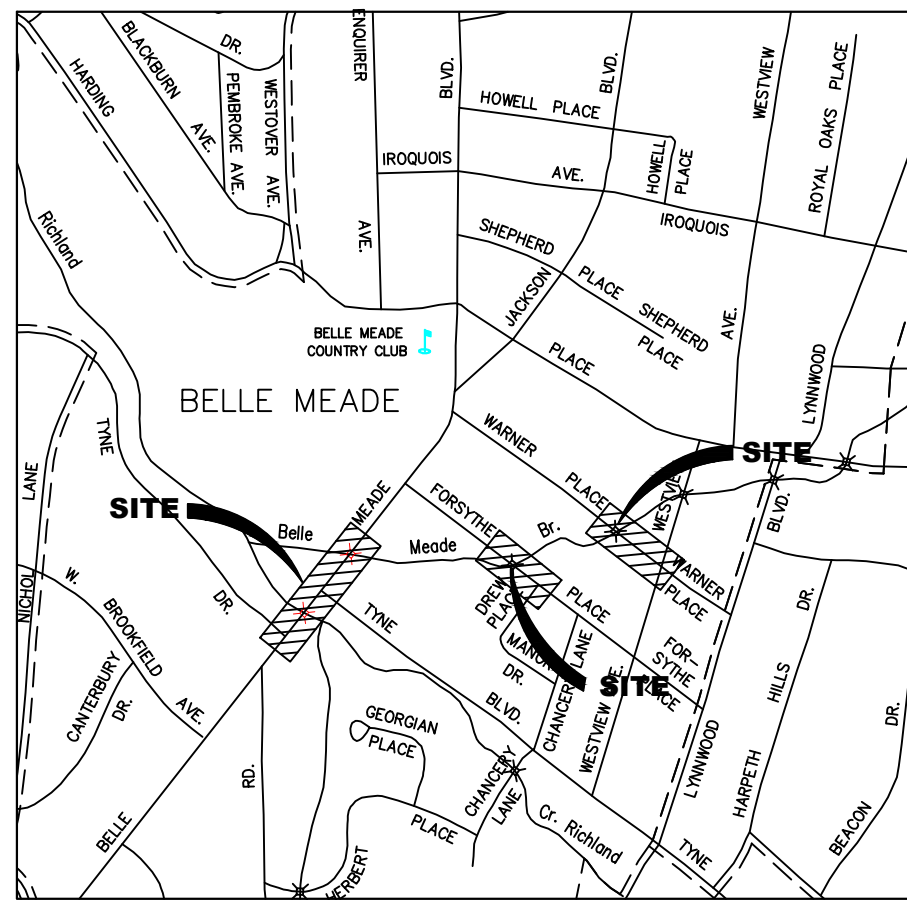 DR.
ENQUIRER
BLVD.
BLVD.
WESTVIEW
ROYAL OAKS PLACE
HARDING
BLACKBURN
AVE.
PEMBROKE AVE.
WESTOVER AVE.
HOWELL PLACE
IROQUOIS
AVE.
HOWELL
PLACE
IROQUOIS
Richland
AVE.
SHEPHERD
PLACE
SHEPHERD
PLACE
JACKSON
AVE.
BELLE MEADE
COUNTRY CLUB
PLACE
LYNNWOOD
BELLE MEADE
TYNE
LANE
WARNER
PLACE
SITE
SITE
MEADE
FORSYTHE
WESTVIEW
BLVD.
Belle
Meade
Br.
WARNER
PLACE
NICHOL
W.
BROOKFIELD
AVE.
DR.
TYNE
BLVD.
DREW
PLACE
MANOR
DR.
PLACE
FOR-
SYTHE
PLACE
CHANCERY LANE
WESTVIEW AVE.
SITE
DR.
HILLS
HARPETH
CANTERBURY
DR.
GEORGIAN
PLACE
RD.
CHANCERY
LANE
LYNNWOOD
DR.
BEACON
BELLE
PLACE
Cr. Richland
TYNE
HERBERT